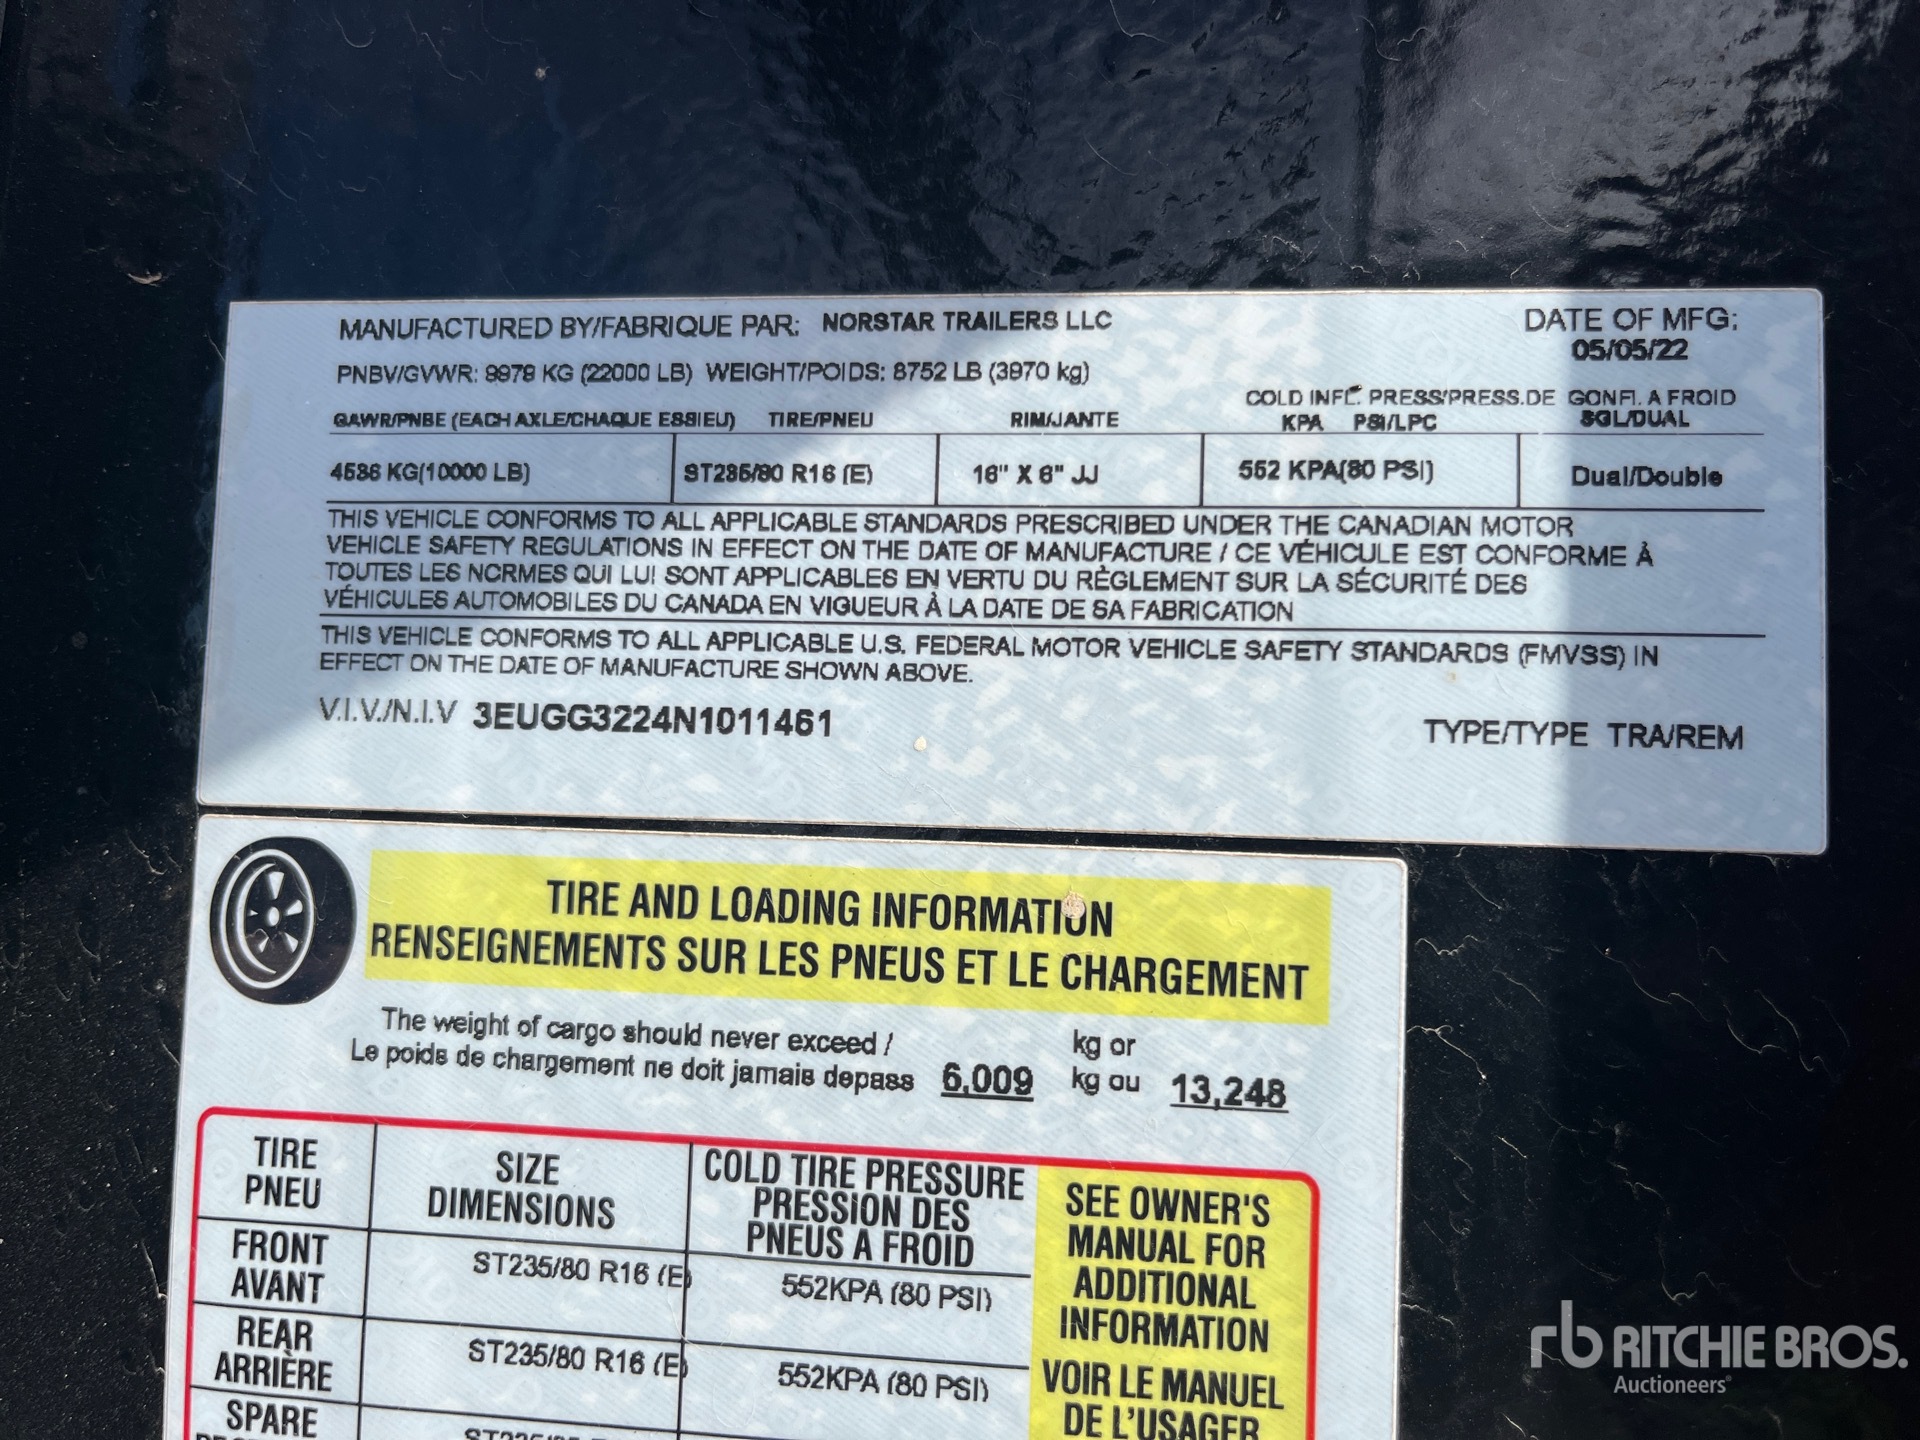 MANUFACTURED BY/FABRIQUE PAR: NORSTAR TRAILERS LLC
DATE OF MFG:
05/05/22
PNBV/GVWR: 9979 KG (22000 LB) WEIGHT/POIDS: 8752 LB (3970 kg)
COLD INFL. PRESS/PRESS.DE GONFL A FROID
GAWR/PNBE (EACH AXLE/CHAQUE ESSIEU) TIRE/PNEU RIM/JANTE KPA PSI/LPC SGL/DUAL
4536 KG(10000 LB) ST235/80 R16 (E) 16" X 6" JJ 552 KPA(80 PSI) Dual/Double
THIS VEHICLE CONFORMS TO ALL APPLICABLE STANDARDS PRESCRIBED UNDER THE CANADIAN MOTOR
VEHICLE SAFETY REGULATIONS IN EFFECT ON THE DATE OF MANUFACTURE / CE VÉHICULE EST CONFORME À
TOUTES LES NORMES QUI LUI SONT APPLICABLES EN VERTU DU RÈGLEMENT SUR LA SÉCURITÉ DES
VÉHICULES AUTOMOBILES DU CANADA EN VIGUEUR À LA DATE DE SA FABRICATION
THIS VEHICLE CONFORMS TO ALL APPLICABLE U.S. FEDERAL MOTOR VEHICLE SAFETY STANDARDS (FMVSS) IN
EFFECT ON THE DATE OF MANUFACTURE SHOWN ABOVE.
V.I.V./N.I.V 3EUGG3224N1011461
TYPE/TYPE TRA/REM
TIRE AND LOADING INFORMATION
RENSEIGNEMENTS SUR LES PNEUS ET LE CHARGEMENT
The weight of cargo should never exceed / kg or
Le poids de chargement ne doit jamais depass 6,009 kg ou 13,248
TIRE
PNEU
SIZE
DIMENSIONS
COLD TIRE PRESSURE
PRESSION DES
PNEUS A FROID
SEE OWNER'S
MANUAL FOR
ADDITIONAL
INFORMATION
VOIR LE MANUEL
DE L'USAGER
FRONT
AVANT
ST235/80 R16 (E)
552KPA (80 PSI)
REAR
ARRIÈRE
ST235/80 R16 (E)
552KPA (80 PSI)
SPARE
rb RITCHIE BROS.
Auctioneers